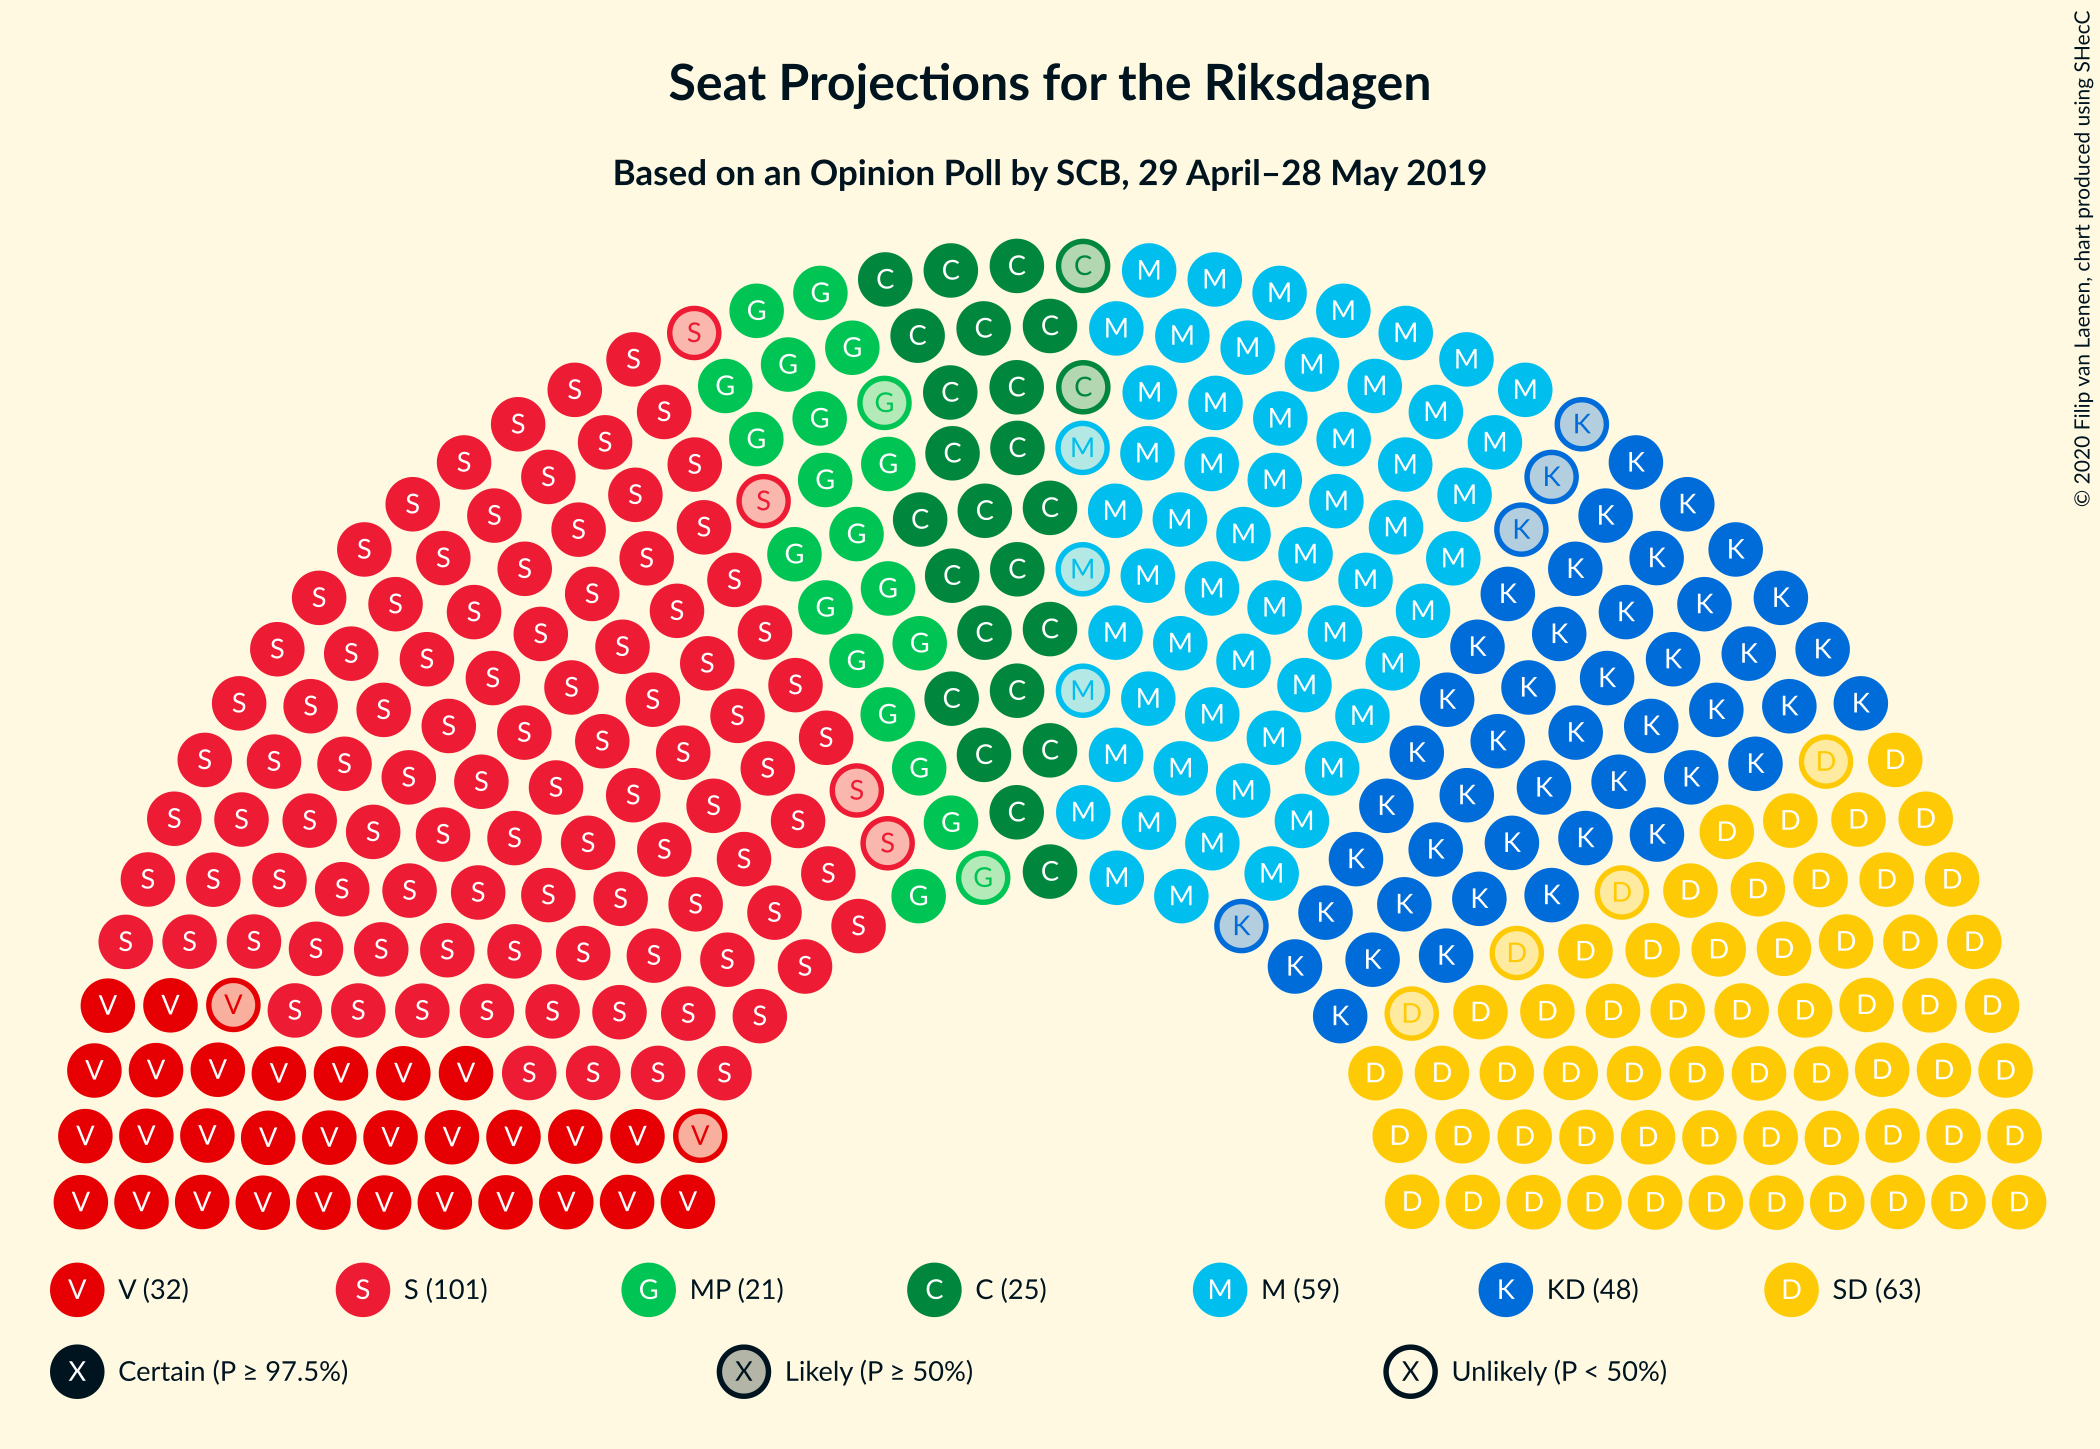 Seat Projections for the Riksdagen
Based on an Opinion Poll by SCB, 29 April–28 May 2019
© 2020 Filip van Laenen, chart produced using SHecC
V V (32) S S (101) G MP (21) C C (25) M M (59) K KD (48) D SD (63)
X Certain (P ≥ 97.5%) X Likely (P ≥ 50%) X Unlikely (P < 50%)